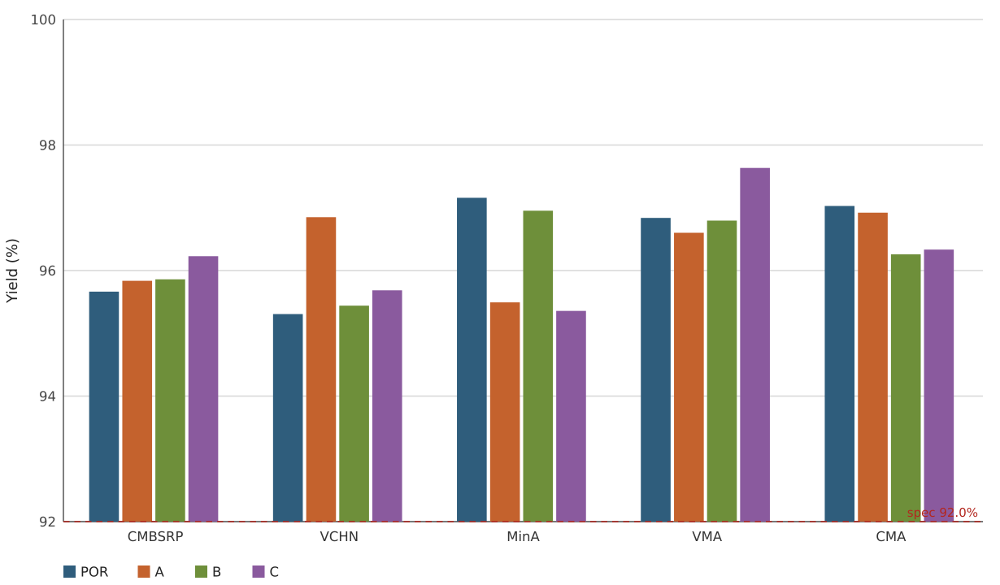 100
98
96
94
92
Yield (%)
spec 92.0%
CMBSRP VCHN MinA VMA CMA
POR A B C